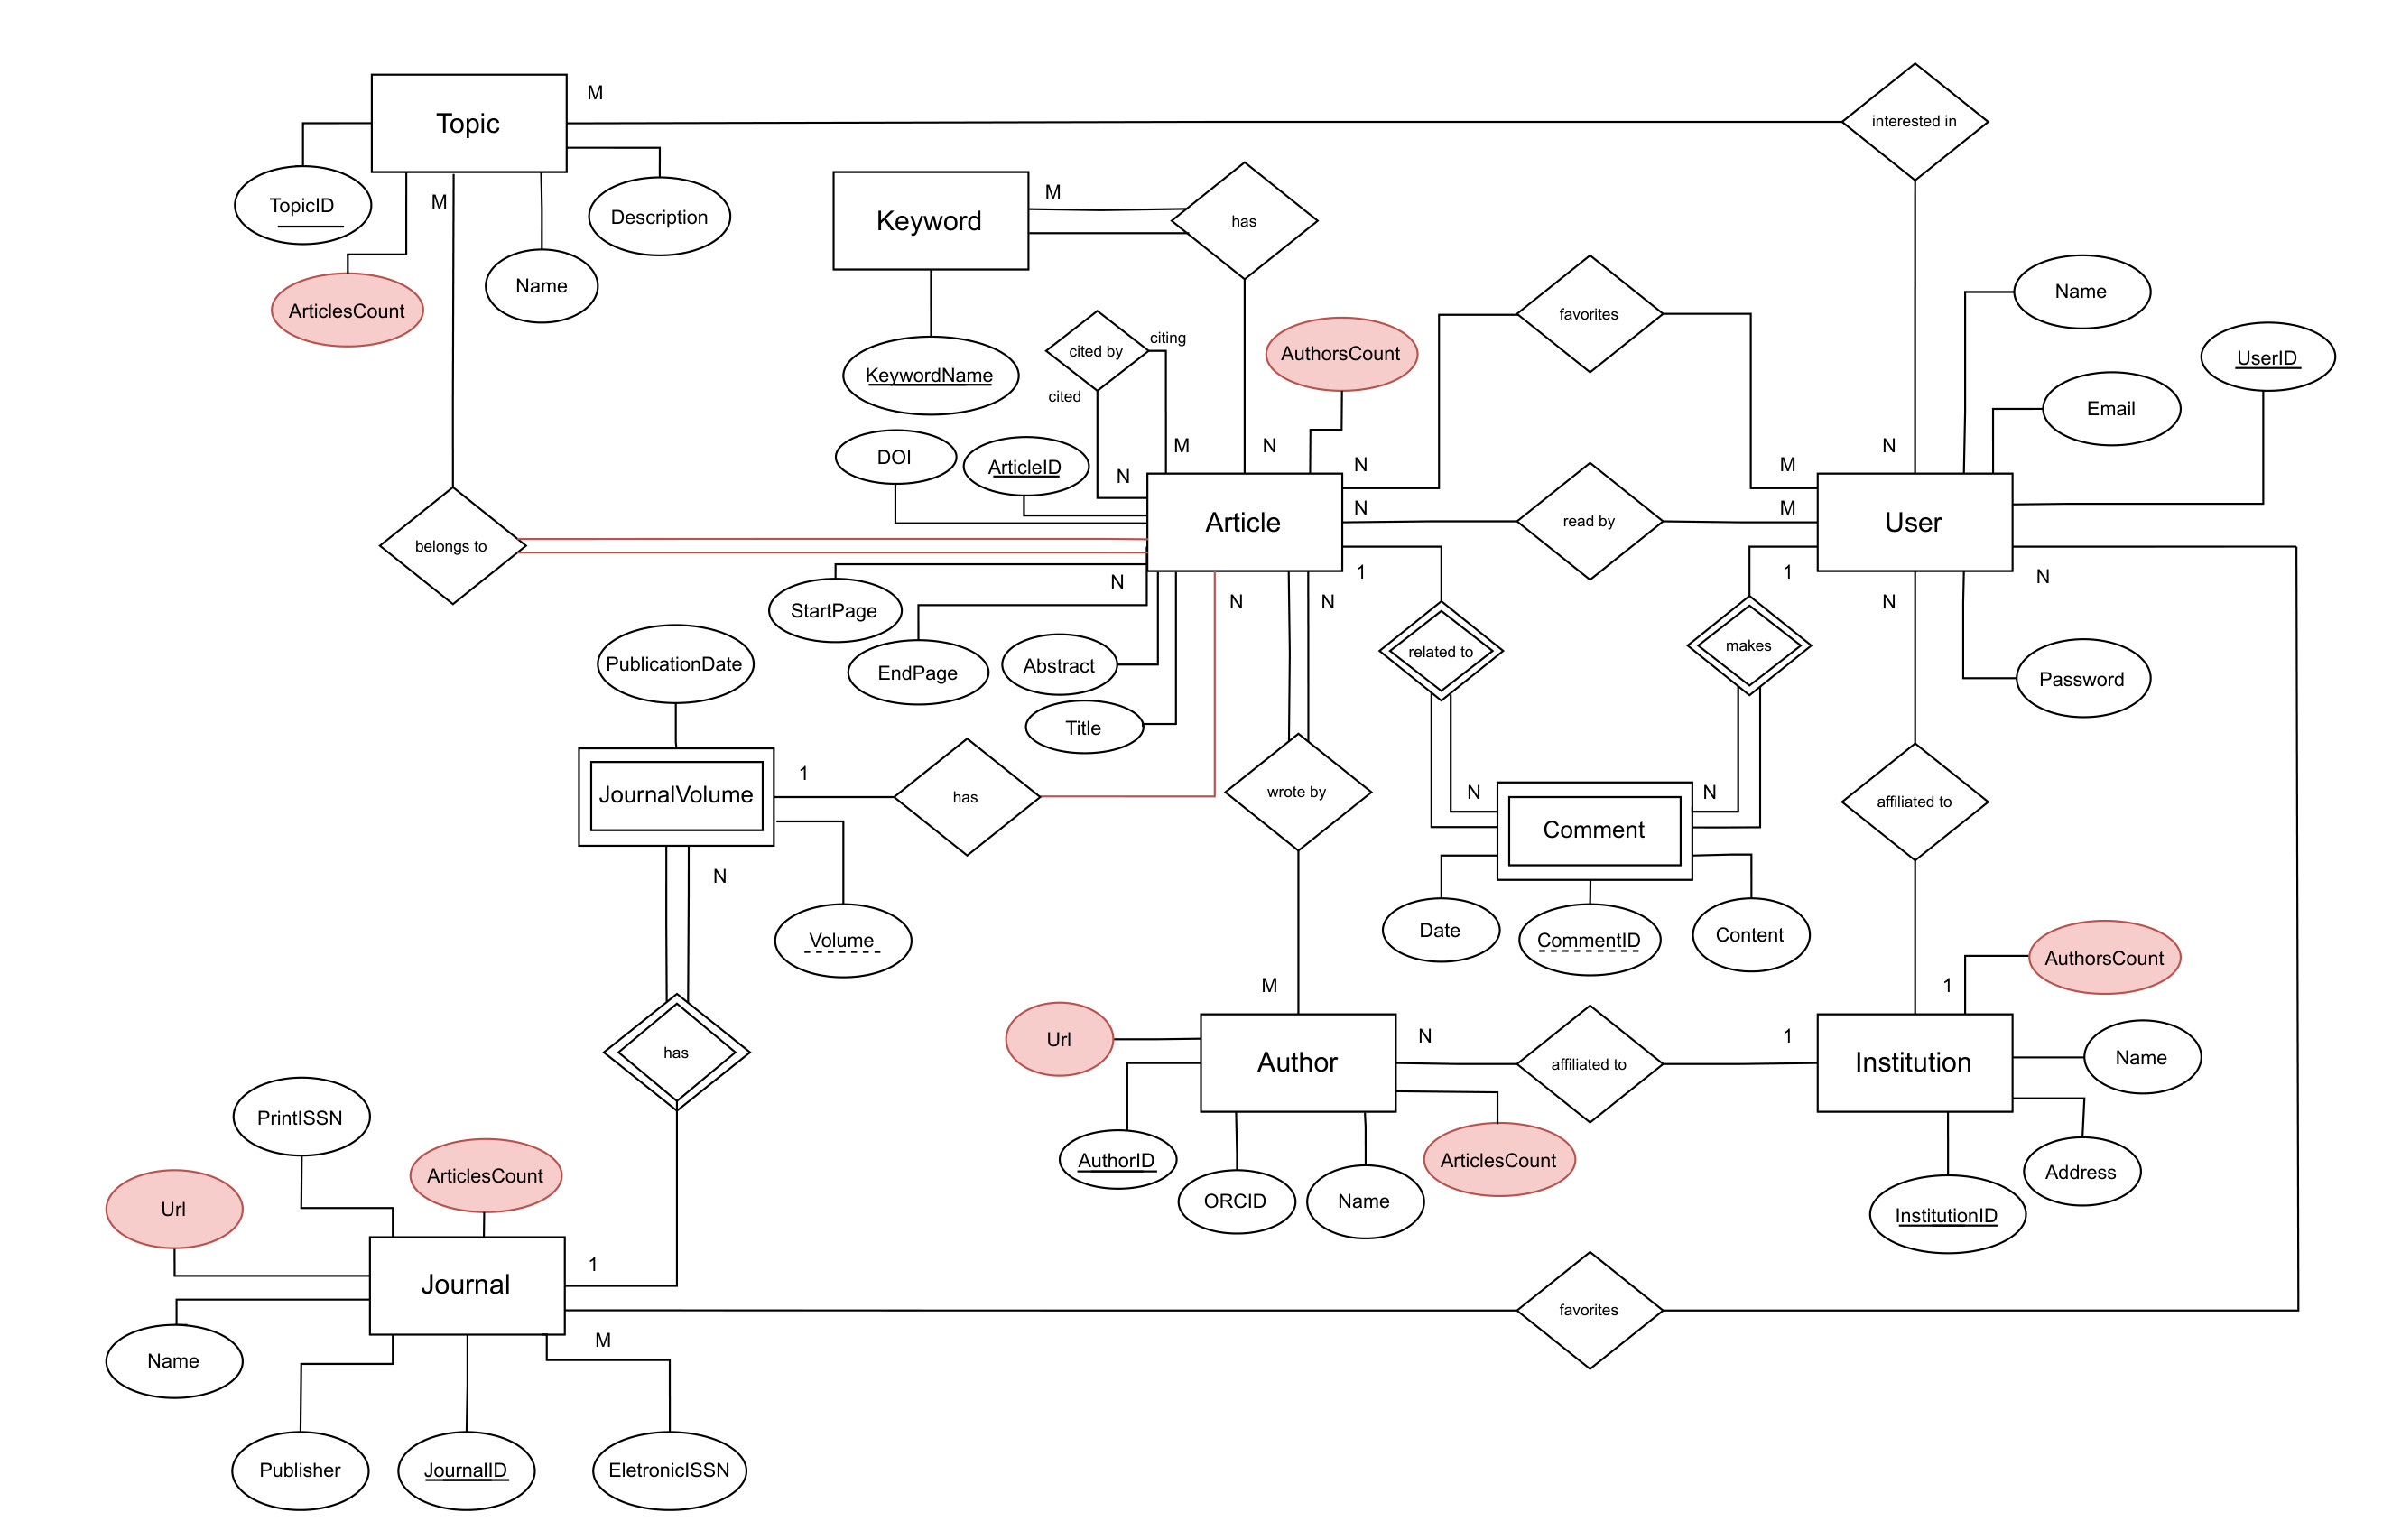 M
Topic
interested in
TopicID
M
Description
Keyword
M
has
Name
ArticlesCount
KeywordName
cited by
citing
cited
AuthorsCount
favorites
Name
UserID
Email
DOI
ArticleID
M
N
N
N
M
N
N
M
Article
read by
User
belongs to
StartPage
N
EndPage
Abstract
Title
N
N
1
1
N
N
related to
makes
Password
PublicationDate
JournalVolume
1
has
wrote by
N
N
affiliated to
Comment
N
Volume
Date
CommentID
Content
M
1
AuthorsCount
Url
Author
N
affiliated to
1
Institution
Name
has
PrintISSN
ArticlesCount
Url
AuthorID
ORCID
Name
ArticlesCount
InstitutionID
Address
Journal
1
favorites
M
Name
Publisher
JournalID
EletronicISSN